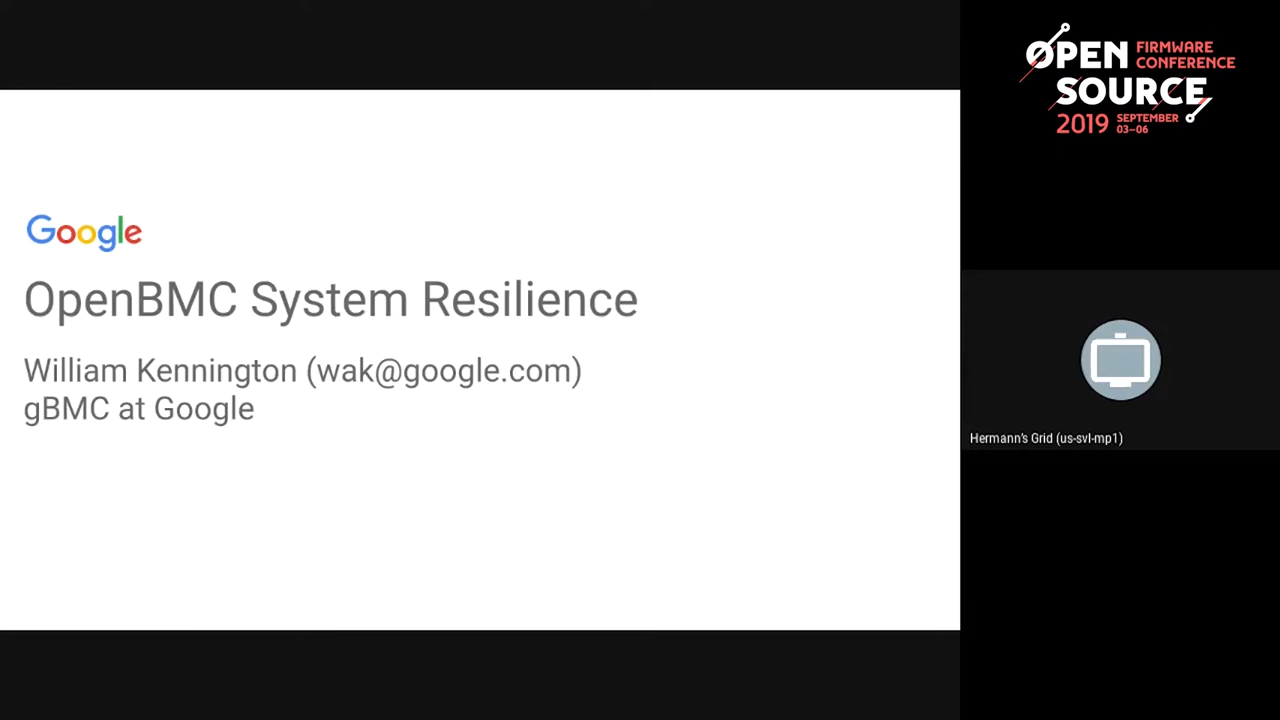 Google
OpenBMC System Resilience
William Kennington (wak@google.com)
gBMC at Google
OPEN FIRMWARE
CONFERENCE
SOURCE
2019 SEPTEMBER
03–06
Hermann's Grid (us-svl-mp1)